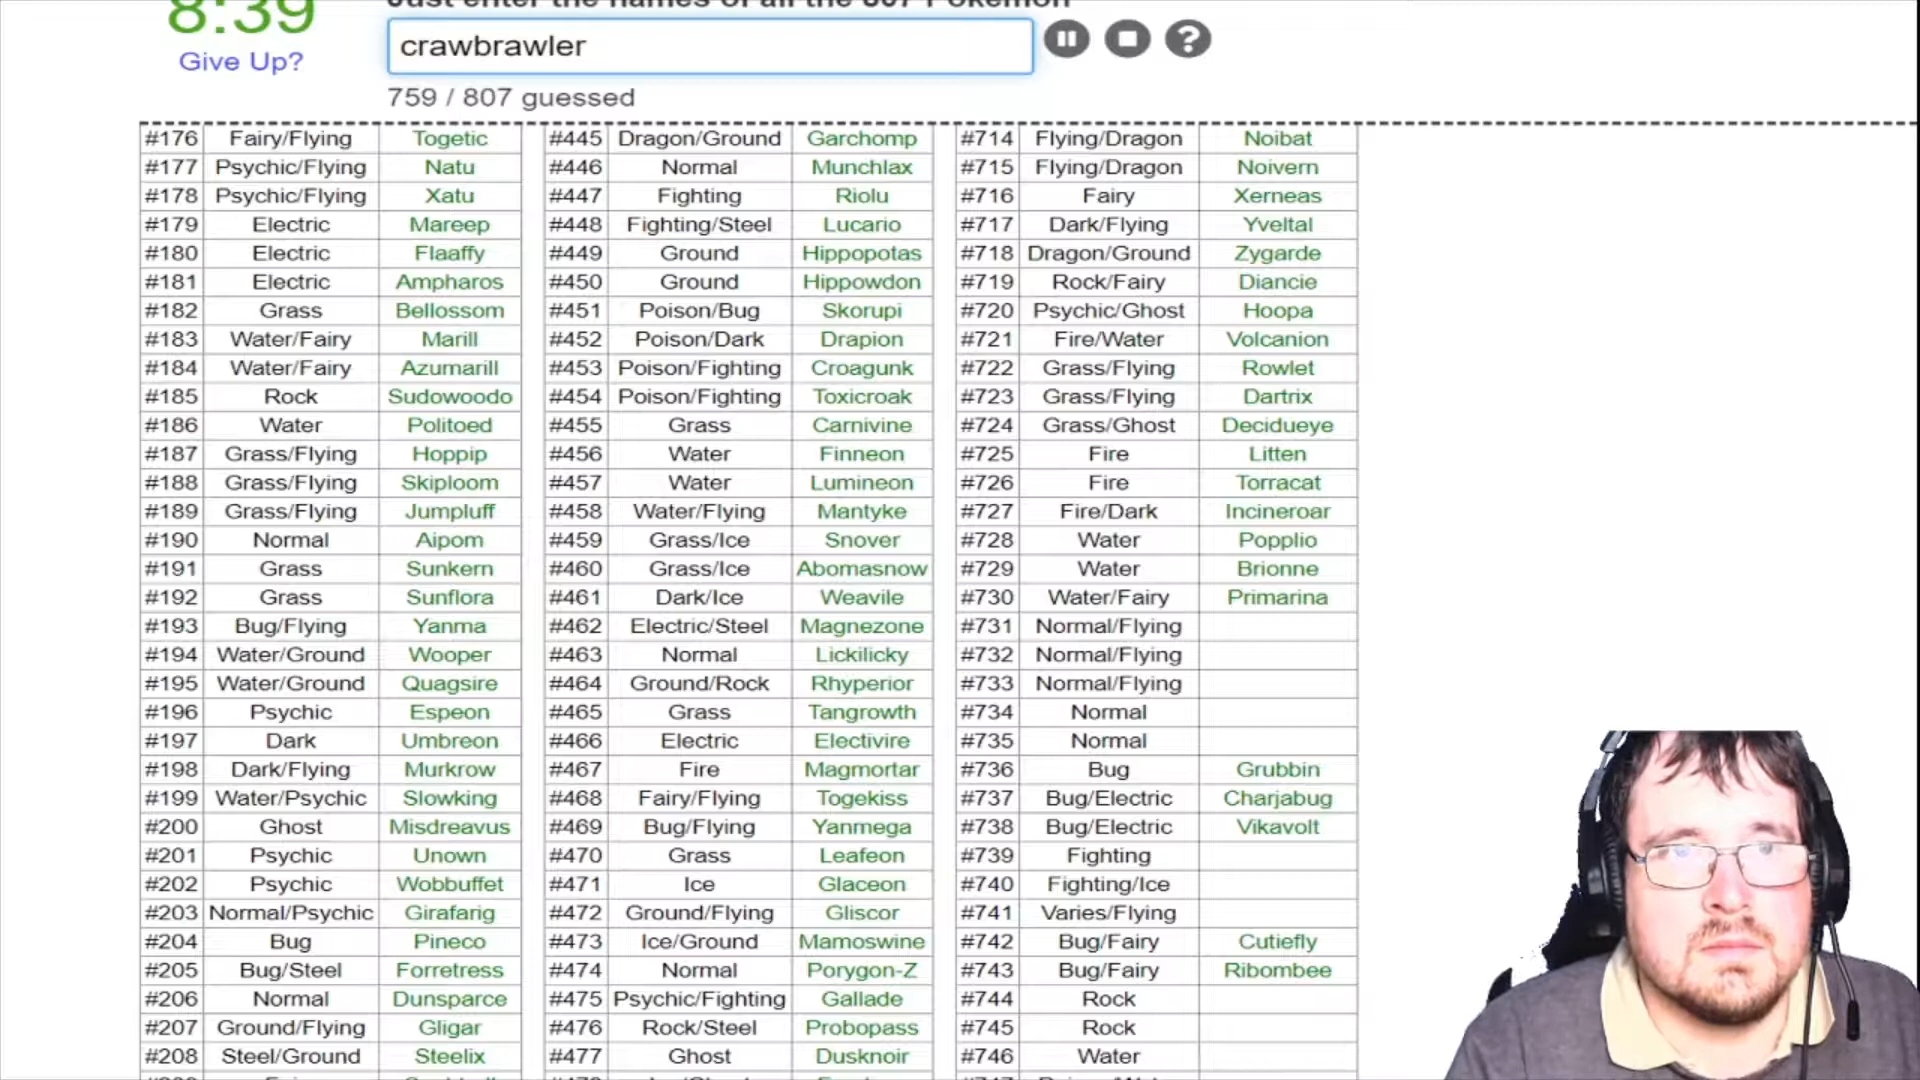 8:39
Just enter the names of all the 807 Pokemon
Give Up?
crawbrawler
759 / 807 guessed
#176 Fairy/Flying Togetic #445 Dragon/Ground Garchomp #714 Flying/Dragon Noibat
#177 Psychic/Flying Natu #446 Normal Munchlax #715 Flying/Dragon Noivern
#178 Psychic/Flying Xatu #447 Fighting Riolu #716 Fairy Xerneas
#179 Electric Mareep #448 Fighting/Steel Lucario #717 Dark/Flying Yveltal
#180 Electric Flaaffy #449 Ground Hippopotas #718 Dragon/Ground Zygarde
#181 Electric Ampharos #450 Ground Hippowdon #719 Rock/Fairy Diancie
#182 Grass Bellossom #451 Poison/Bug Skorupi #720 Psychic/Ghost Hoopa
#183 Water/Fairy Marill #452 Poison/Dark Drapion #721 Fire/Water Volcanion
#184 Water/Fairy Azumarill #453 Poison/Fighting Croagunk #722 Grass/Flying Rowlet
#185 Rock Sudowoodo #454 Poison/Fighting Toxicroak #723 Grass/Flying Dartrix
#186 Water Politoed #455 Grass Carnivine #724 Grass/Ghost Decidueye
#187 Grass/Flying Hoppip #456 Water Finneon #725 Fire Litten
#188 Grass/Flying Skiploom #457 Water Lumineon #726 Fire Torracat
#189 Grass/Flying Jumpluff #458 Water/Flying Mantyke #727 Fire/Dark Incineroar
#190 Normal Aipom #459 Grass/Ice Snover #728 Water Popplio
#191 Grass Sunkern #460 Grass/Ice Abomasnow #729 Water Brionne
#192 Grass Sunflora #461 Dark/Ice Weavile #730 Water/Fairy Primarina
#193 Bug/Flying Yanma #462 Electric/Steel Magnezone #731 Normal/Flying
#194 Water/Ground Wooper #463 Normal Lickilicky #732 Normal/Flying
#195 Water/Ground Quagsire #464 Ground/Rock Rhyperior #733 Normal/Flying
#196 Psychic Espeon #465 Grass Tangrowth #734 Normal
#197 Dark Umbreon #466 Electric Electivire #735 Normal
#198 Dark/Flying Murkrow #467 Fire Magmortar #736 Bug Grubbin
#199 Water/Psychic Slowking #468 Fairy/Flying Togekiss #737 Bug/Electric Charjabug
#200 Ghost Misdreavus #469 Bug/Flying Yanmega #738 Bug/Electric Vikavolt
#201 Psychic Unown #470 Grass Leafeon #739 Fighting
#202 Psychic Wobbuffet #471 Ice Glaceon #740 Fighting/Ice
#203 Normal/Psychic Girafarig #472 Ground/Flying Gliscor #741 Varies/Flying
#204 Bug Pineco #473 Ice/Ground Mamoswine #742 Bug/Fairy Cutiefly
#205 Bug/Steel Forretress #474 Normal Porygon-Z #743 Bug/Fairy Ribombee
#206 Normal Dunsparce #475 Psychic/Fighting Gallade #744 Rock
#207 Ground/Flying Gligar #476 Rock/Steel Probopass #745 Rock
#208 Steel/Ground Steelix #477 Ghost Dusknoir #746 Water